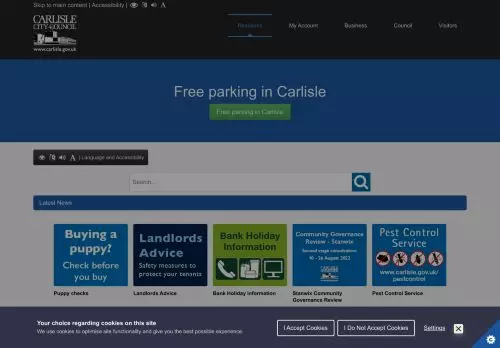 Skip to main content | Accessibility |
CARLISLE
CITY COUNCIL
www.carlisle.gov.uk
Residents
My Account
Business
Council
Visitors
Free parking in Carlisle
Free parking in Carlisle
| Language and Accessibility
Search...
Latest News
Buying a
puppy?
Check before
you buy
Puppy checks
Landlords
Advice
Safety measures to
protect your tenants
Landlords Advice
Bank Holiday
Information
Bank Holiday information
Community Governance
Review - Stanwix
Second stage consultation:
10 - 26 August 2022
Stanwix Community
Governance Review
Pest Control
Service
www.carlisle.gov.uk/
pestcontrol
Pest Control Service
Your choice regarding cookies on this site
We use cookies to optimise site functionality and give you the best possible experience.
I Accept Cookies
I Do Not Accept Cookies
Settings